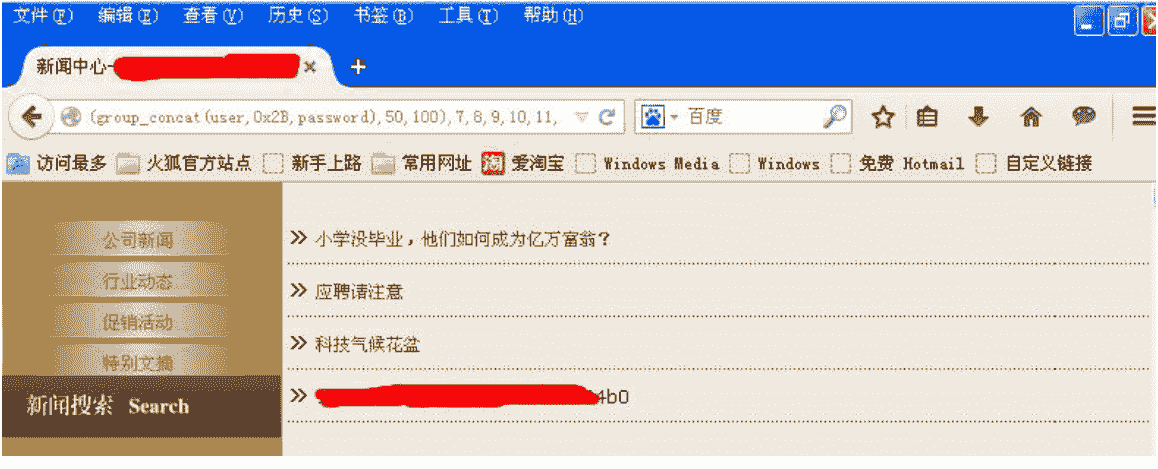 文件(F) 编辑(E) 查看(V) 历史(S) 书签(B) 工具(T) 帮助(H)
新闻中心-
(group_concat(user,0x2B,password),50,100),7,8,9,10,11, 百度
访问最多 火狐官方站点 新手上路 常用网址 淘 爱淘宝 Windows Media Windows 免费 Hotmail 自定义链接
公司新闻
行业动态
促销活动
特别文摘
新闻搜索 Search
小学没毕业，他们如何成为亿万富翁？
应聘请注意
科技气候花盆
4b0